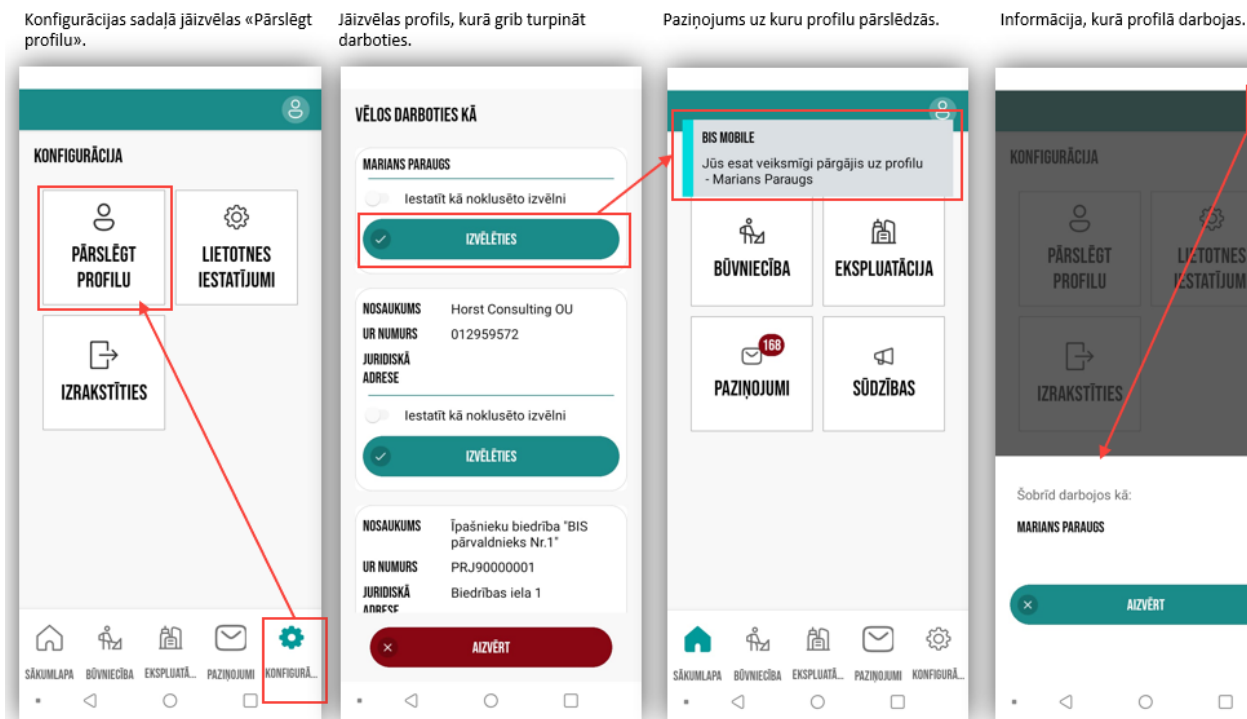 Konfigurācijas sadaļā jāizvēlas «Pārslēgt
profilu».
Jāizvēlas profils, kurā grib turpināt
darboties.
Paziņojums uz kuru profilu pārslēdzās.
Informācija, kurā profilā darbojas.
KONFIGURĀCIJA
PĀRSLĒGT
PROFILU
LIETOTNES
IESTATĪJUMI
IZRAKSTĪTIES
SĀKUMLAPA
BŪVNIECĪBA
EKSPLUATĀ...
PAZIŅOJUMI
KONFIGURĀ...
VĒLOS DARBOTIES KĀ
MARIANS PARAUGS
Iestatīt kā noklusēto izvēlni
IZVĒLĒTIES
NOSAUKUMS Horst Consulting OU
UR NUMURS 012959572
JURIDISKĀ
ADRESE
Iestatīt kā noklusēto izvēlni
IZVĒLĒTIES
NOSAUKUMS Īpašnieku biedrība "BIS
pārvaldnieks Nr.1"
UR NUMURS PRJ90000001
JURIDISKĀ Biedrības iela 1
ADRESE
AIZVĒRT
BIS MOBILE
Jūs esat veiksmīgi pārgājis uz profilu
- Marians Paraugs
BŪVNIECĪBA
EKSPLUATĀCIJA
168
PAZIŅOJUMI
SŪDZĪBAS
SĀKUMLAPA
BŪVNIECĪBA
EKSPLUATĀ...
PAZIŅOJUMI
KONFIGURĀ...
KONFIGURĀCIJA
PĀRSLĒGT
PROFILU
LIETOTNES
IESTATĪJUM
IZRAKSTĪTIES
Šobrīd darbojos kā:
MARIANS PARAUGS
AIZVĒRT